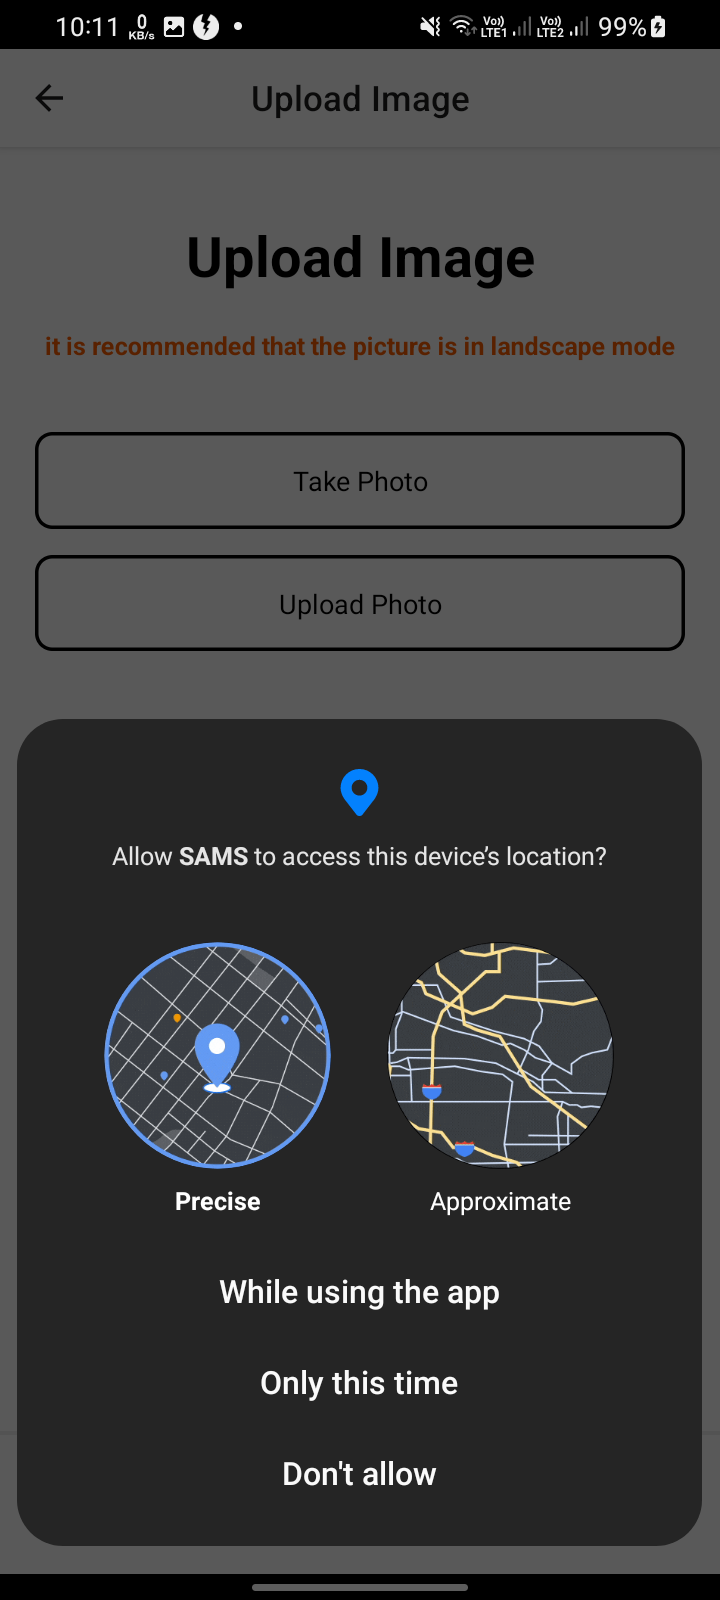 10:11 0 KB/s Vo)) LTE1 Vo)) LTE2 99%
Upload Image
Upload Image
it is recommended that the picture is in landscape mode
Take Photo
Upload Photo
Allow SAMS to access this device’s location?
Precise Approximate
While using the app
Only this time
Don't allow